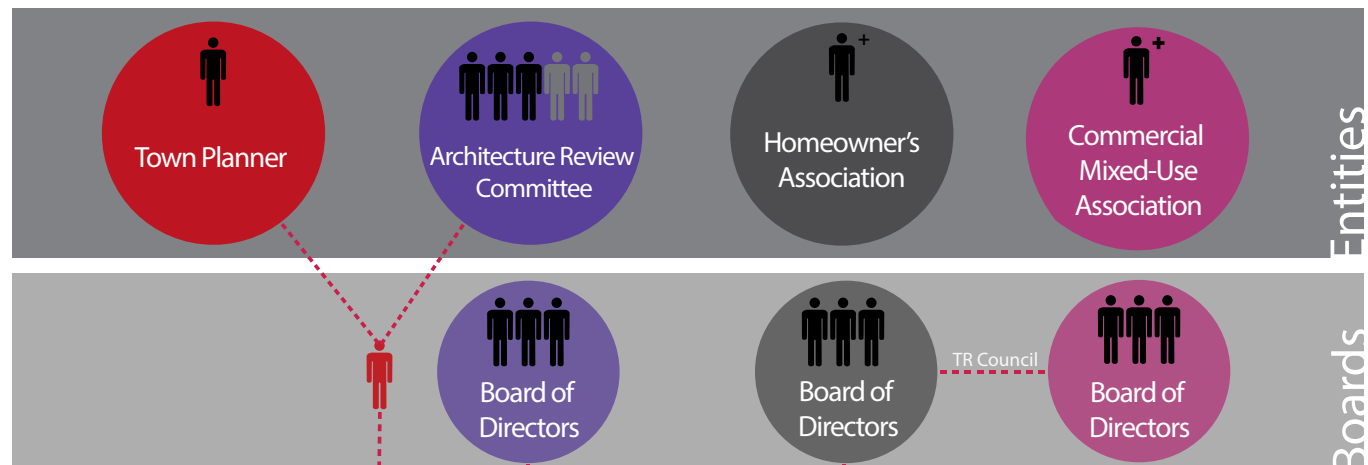 Town Planner
Architecture Review
Committee
Homeowner's
Association
Commercial
Mixed-Use
Association
Entities
Board of
Directors
Board of
Directors
TR Council
Board of
Directors
Boards